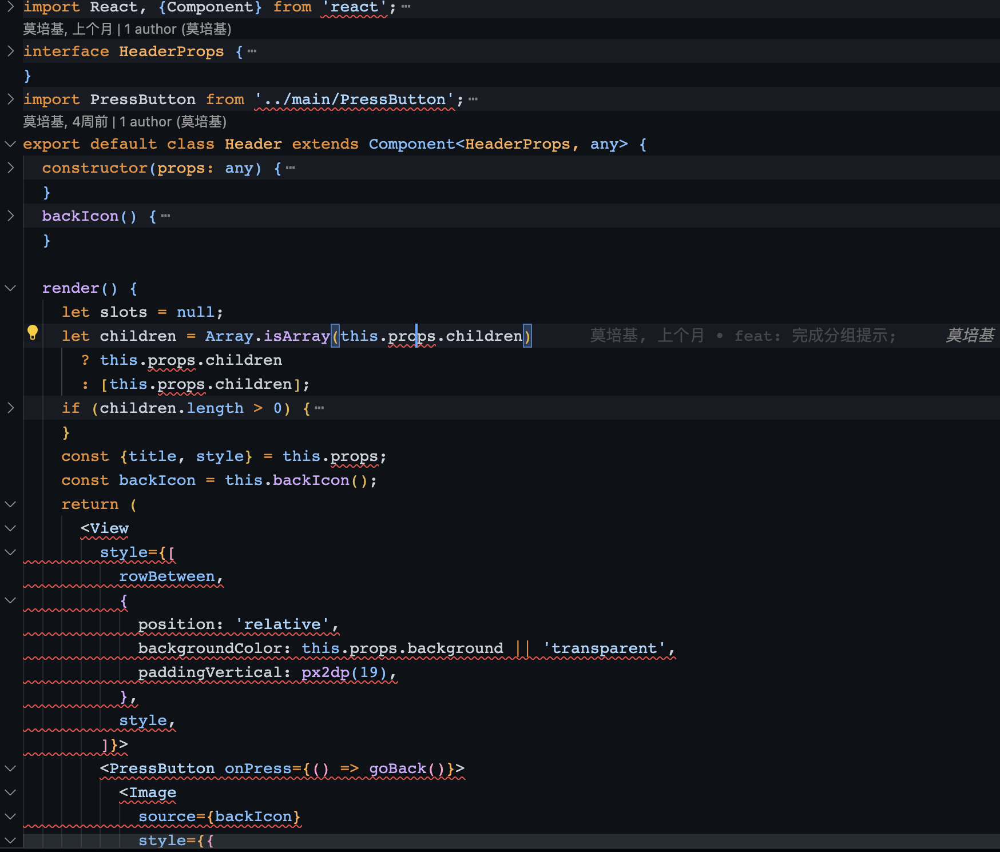 import React, {Component} from 'react'; ⋯
莫培基, 上个月 | 1 author (莫培基)
interface HeaderProps { ⋯
}
import PressButton from '../main/PressButton'; ⋯
莫培基, 4周前 | 1 author (莫培基)
export default class Header extends Component<HeaderProps, any> {
constructor(props: any) { ⋯
}
backIcon() { ⋯
}
render() {
let slots = null;
let children = Array.isArray(this.props.children) 莫培基, 上个月 • feat: 完成分组提示; 莫培基
? this.props.children
: [this.props.children];
if (children.length > 0) { ⋯
}
const {title, style} = this.props;
const backIcon = this.backIcon();
return (
<View
style={[
rowBetween,
{
position: 'relative',
backgroundColor: this.props.background || 'transparent',
paddingVertical: px2dp(19),
},
style,
]}>
<PressButton onPress={() => goBack()}>
<Image
source={backIcon}
style={{